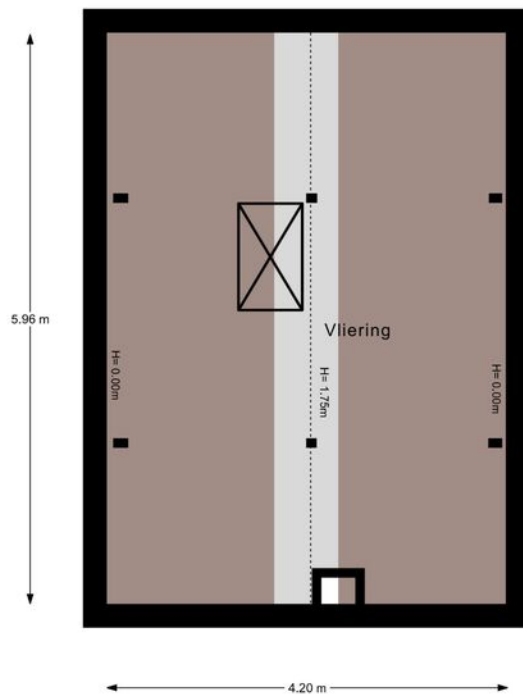 5.96 m
Vliering
H= 0.00m
H= 1.75m
H= 0.00m
4.20 m